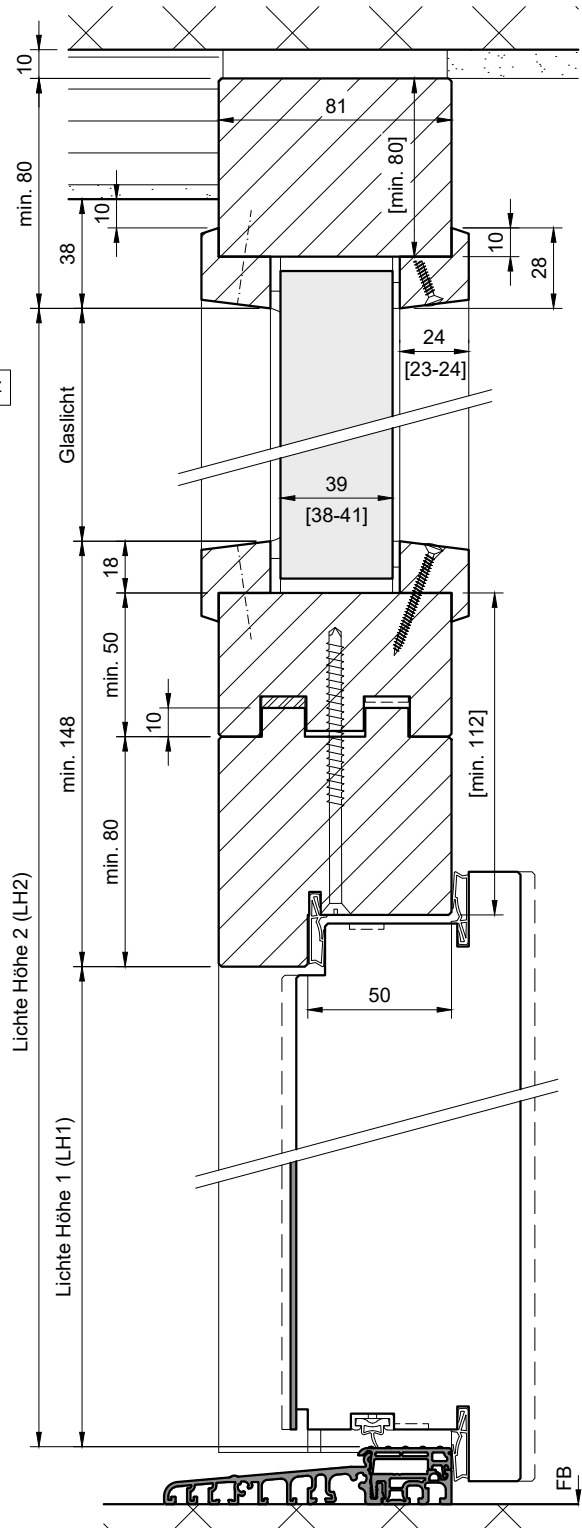 10
81
[min. 80]
min. 80
10
38
10
28
24
[23-24]
Glaslicht
39
[38-41]
18
min. 50
10
min. 148
[min. 112]
min. 80
Lichte Höhe 2 (LH2)
50
Lichte Höhe 1 (LH1)
FB